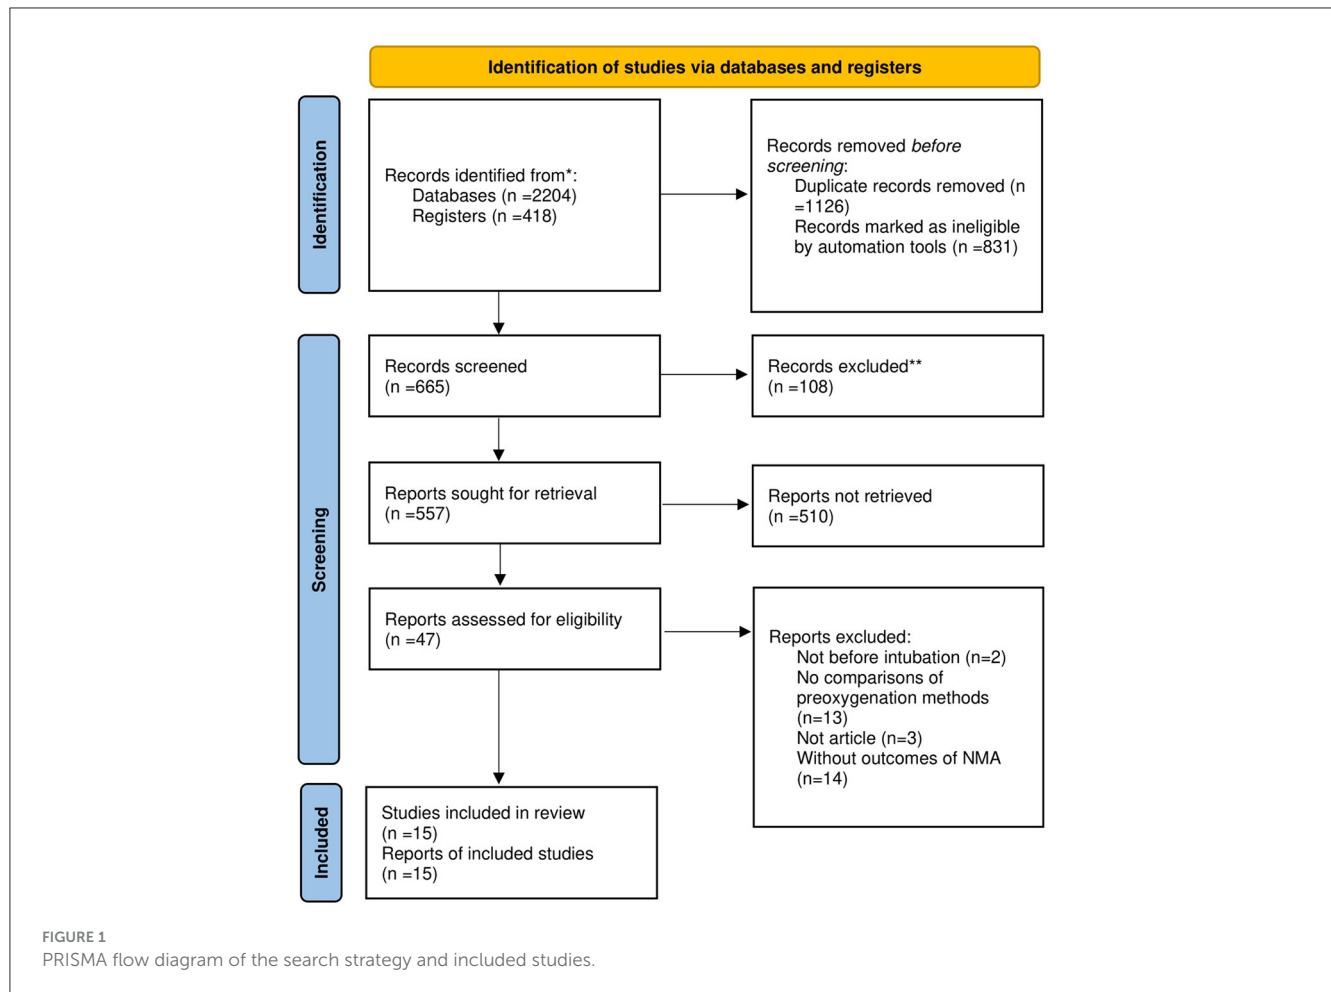 Identification of studies via databases and registers
Identification
Records identified from*:
Databases (n =2204)
Registers (n =418)
Records removed before
screening:
Duplicate records removed (n
=1126)
Records marked as ineligible
by automation tools (n =831)
Screening
Records screened
(n =665)
Records excluded**
(n =108)
Reports sought for retrieval
(n =557)
Reports not retrieved
(n =510)
Reports assessed for eligibility
(n =47)
Reports excluded:
Not before intubation (n=2)
No comparisons of
preoxygenation methods
(n=13)
Not article (n=3)
Without outcomes of NMA
(n=14)
Included
Studies included in review
(n =15)
Reports of included studies
(n =15)
FIGURE 1
PRISMA flow diagram of the search strategy and included studies.